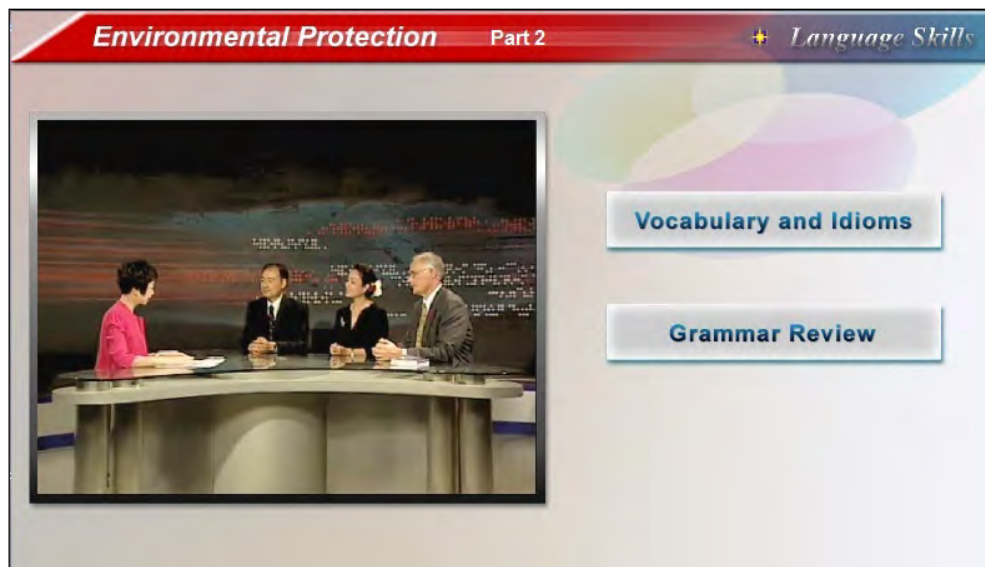 Environmental Protection Part 2 Language Skills
Vocabulary and Idioms
Grammar Review